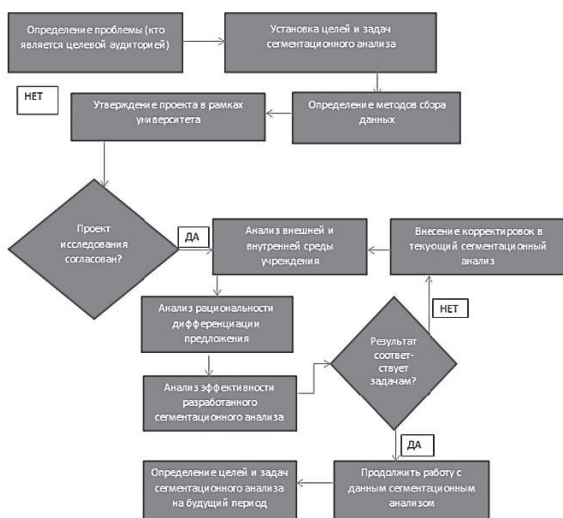 Определение проблемы (кто
является целевой аудиторией)
Установка целей и задач
сегментационного анализа
НЕТ
Утверждение проекта в рамках
университета
Определение методов сбора
данных
Проект
исследования
согласован?
ДА
Анализ внешней и
внутренней среды
учреждения
Внесение корректировок в
текущий сегментационный
анализ
Анализ рациональности
дифференциации
предложения
НЕТ
Результат
соответ-
ствует
задачам?
Анализ эффективности
разработанного
сегментационного анализа
ДА
Определение целей и задач
сегментационного анализа
на будущий период
Продолжить работу с
данным сегментационным
анализом